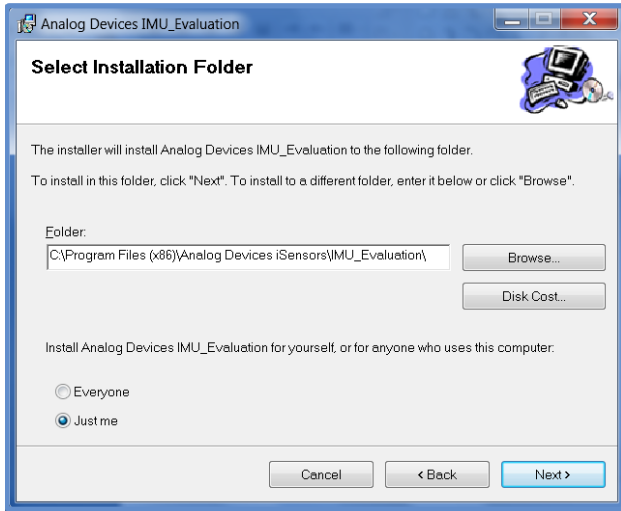 Analog Devices IMU_Evaluation
Select Installation Folder
The installer will install Analog Devices IMU_Evaluation to the following folder.
To install in this folder, click "Next". To install to a different folder, enter it below or click "Browse".
Folder:
C:\Program Files (x86)\Analog Devices iSensors\IMU_Evaluation\
Browse...
Disk Cost...
Install Analog Devices IMU_Evaluation for yourself, or for anyone who uses this computer:
Everyone
Just me
Cancel
< Back
Next >